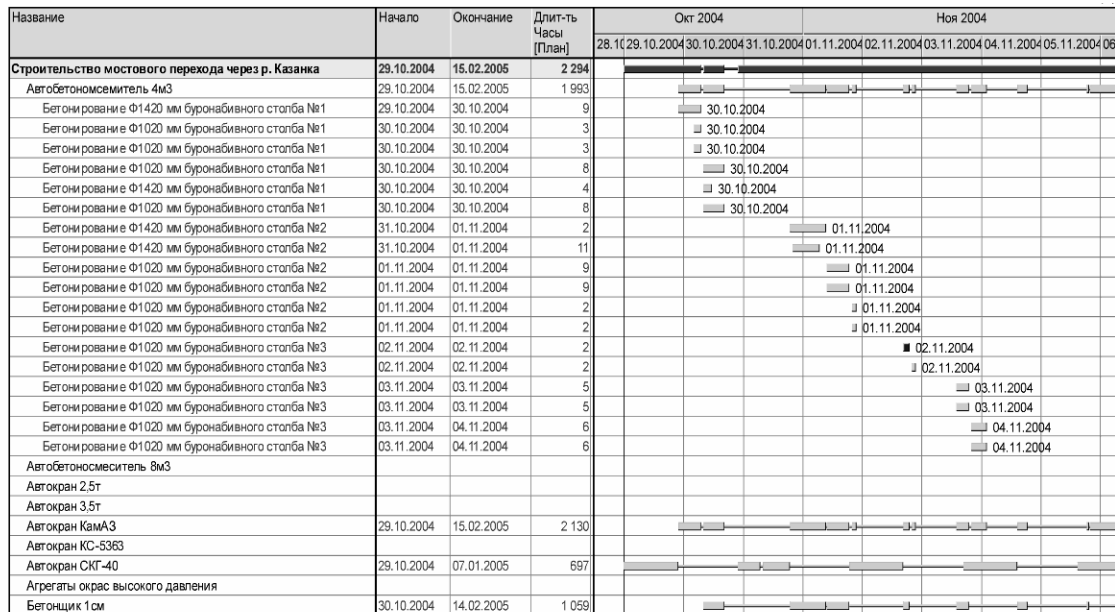 Название Начало Окончание Длит-ть Часы [План] Окт 2004 Ноя 2004
28.10 29.10.2004 30.10.2004 31.10.2004 01.11.2004 02.11.2004 03.11.2004 04.11.2004 05.11.2004 06
Строительство мостового перехода через р. Казанка 29.10.2004 15.02.2005 2 294
Автобетономсемитель 4м3 29.10.2004 15.02.2005 1 993
Бетонирование Ф1420 мм буронабивного столба №1 29.10.2004 30.10.2004 9 30.10.2004
Бетонирование Ф1020 мм буронабивного столба №1 30.10.2004 30.10.2004 3 30.10.2004
Бетонирование Ф1020 мм буронабивного столба №1 30.10.2004 30.10.2004 3 30.10.2004
Бетонирование Ф1020 мм буронабивного столба №1 30.10.2004 30.10.2004 8 30.10.2004
Бетонирование Ф1420 мм буронабивного столба №1 30.10.2004 30.10.2004 4 30.10.2004
Бетонирование Ф1020 мм буронабивного столба №1 30.10.2004 30.10.2004 8 30.10.2004
Бетонирование Ф1420 мм буронабивного столба №2 31.10.2004 01.11.2004 2 01.11.2004
Бетонирование Ф1420 мм буронабивного столба №2 31.10.2004 01.11.2004 11 01.11.2004
Бетонирование Ф1020 мм буронабивного столба №2 01.11.2004 01.11.2004 9 01.11.2004
Бетонирование Ф1020 мм буронабивного столба №2 01.11.2004 01.11.2004 9 01.11.2004
Бетонирование Ф1020 мм буронабивного столба №2 01.11.2004 01.11.2004 2 01.11.2004
Бетонирование Ф1020 мм буронабивного столба №2 01.11.2004 01.11.2004 2 01.11.2004
Бетонирование Ф1020 мм буронабивного столба №3 02.11.2004 02.11.2004 2 02.11.2004
Бетонирование Ф1020 мм буронабивного столба №3 02.11.2004 02.11.2004 2 02.11.2004
Бетонирование Ф1020 мм буронабивного столба №3 03.11.2004 03.11.2004 5 03.11.2004
Бетонирование Ф1020 мм буронабивного столба №3 03.11.2004 03.11.2004 5 03.11.2004
Бетонирование Ф1020 мм буронабивного столба №3 03.11.2004 04.11.2004 6 04.11.2004
Бетонирование Ф1020 мм буронабивного столба №3 03.11.2004 04.11.2004 6 04.11.2004
Автобетоносмеситель 8м3
Автокран 2,5т
Автокран 3,5т
Автокран КамАЗ 29.10.2004 15.02.2005 2 130
Автокран КС-5363
Автокран СКГ-40 29.10.2004 07.01.2005 697
Агрегаты окрас высокого давления
Бетонщик 1см 30.10.2004 14.02.2005 1 059